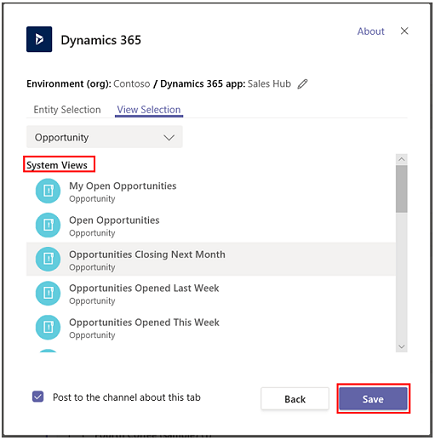 Dynamics 365
About
Environment (org): Contoso / Dynamics 365 app: Sales Hub
Entity Selection View Selection
Opportunity
System Views
My Open Opportunities
Opportunity
Open Opportunities
Opportunity
Opportunities Closing Next Month
Opportunity
Opportunities Opened Last Week
Opportunity
Opportunities Opened This Week
Opportunity
Post to the channel about this tab
Back
Save